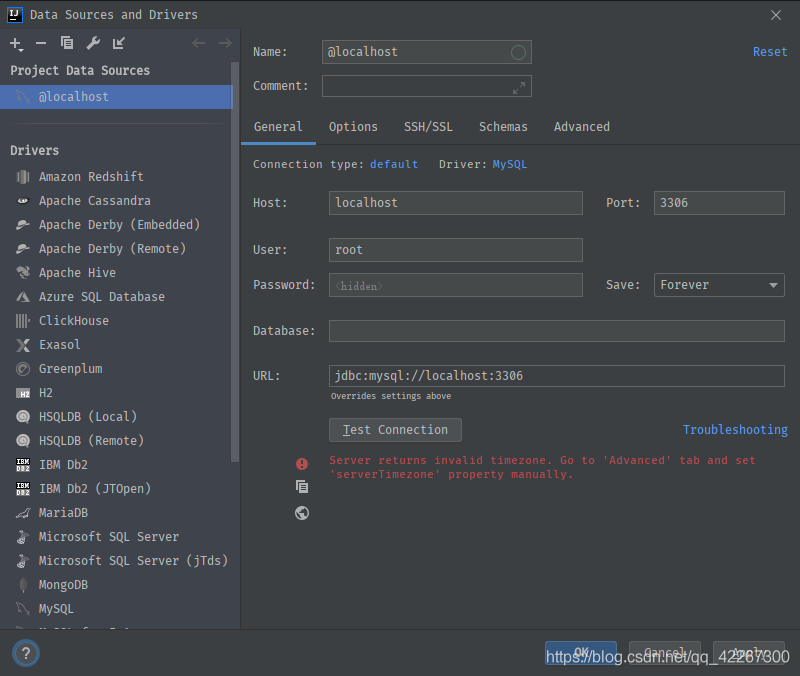 Data Sources and Drivers
Project Data Sources
@localhost
Drivers
Amazon Redshift
Apache Cassandra
Apache Derby (Embedded)
Apache Derby (Remote)
Apache Hive
Azure SQL Database
ClickHouse
Exasol
Greenplum
H2
HSQLDB (Local)
HSQLDB (Remote)
IBM Db2
IBM Db2 (JTOpen)
MariaDB
Microsoft SQL Server
Microsoft SQL Server (jTds)
MongoDB
MySQL
Name: @localhost Reset
Comment:
General Options SSH/SSL Schemas Advanced
Connection type: default Driver: MySQL
Host: localhost Port: 3306
User: root
Password: <hidden> Save: Forever
Database:
URL: jdbc:mysql://localhost:3306
Overrides settings above
Test Connection Troubleshooting
Server returns invalid timezone. Go to 'Advanced' tab and set
'serverTimezone' property manually.
? OK Cancel Apply
https://blog.csdn.net/qq_42267300